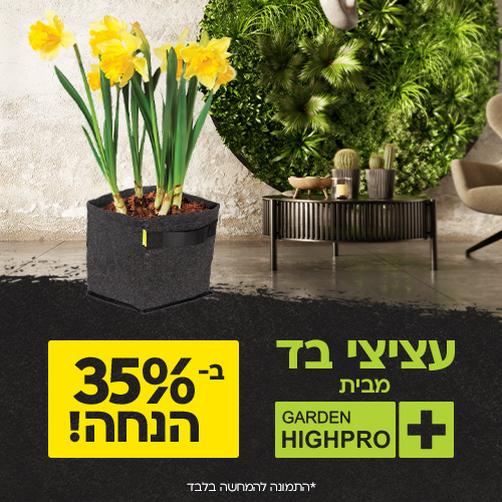 עציצי בד
מבית
GARDEN
HIGHPRO
ב-35%
הנחה!
*התמונה להמחשה בלבד